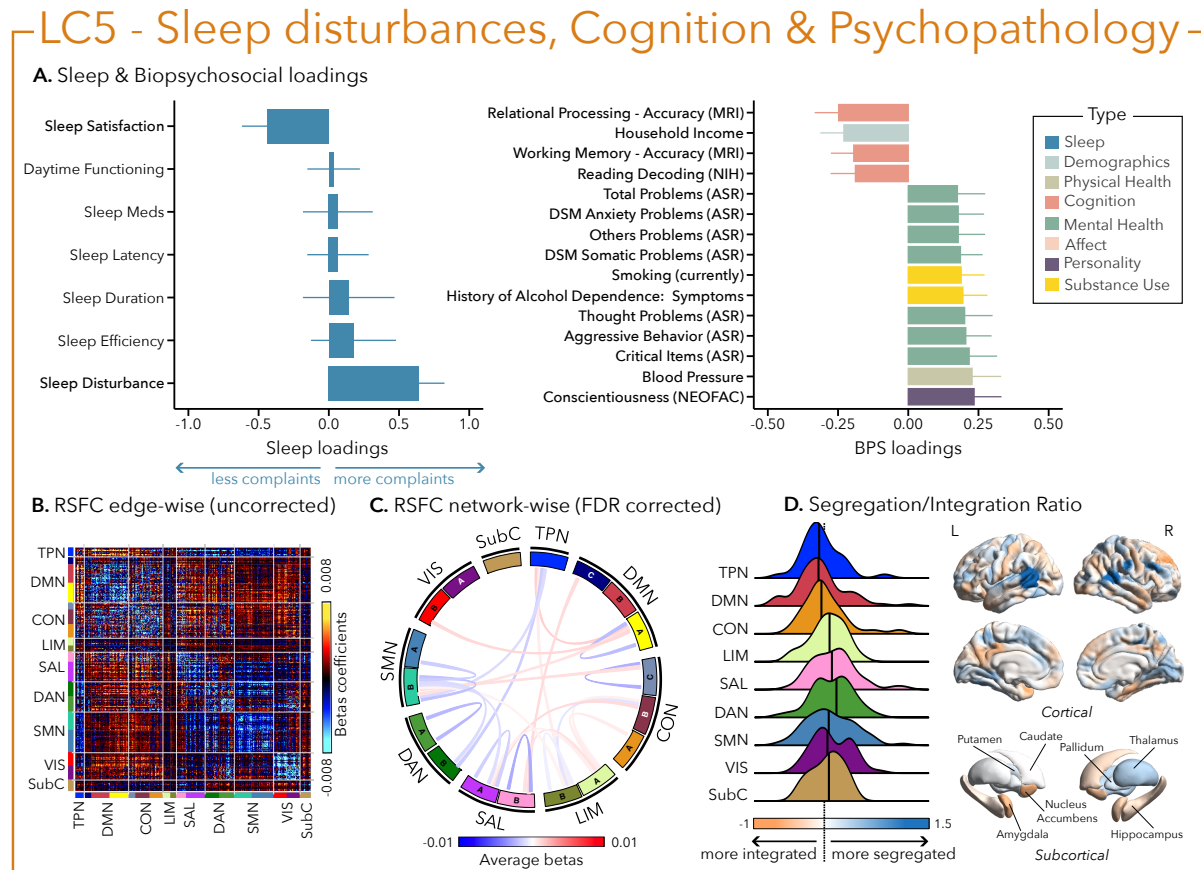 LC5 - Sleep disturbances, Cognition & Psychopathology
A. Sleep & Biopsychosocial loadings
Sleep Satisfaction
Daytime Functioning
Sleep Meds
Sleep Latency
Sleep Duration
Sleep Efficiency
Sleep Disturbance
-1.0 -0.5 0.0 0.5 1.0
Sleep loadings
less complaints more complaints
Relational Processing - Accuracy (MRI)
Household Income
Working Memory - Accuracy (MRI)
Reading Decoding (NIH)
Total Problems (ASR)
DSM Anxiety Problems (ASR)
Others Problems (ASR)
DSM Somatic Problems (ASR)
Smoking (currently)
History of Alcohol Dependence: Symptoms
Thought Problems (ASR)
Aggressive Behavior (ASR)
Critical Items (ASR)
Blood Pressure
Conscientiousness (NEOFAC)
-0.50 -0.25 0.00 0.25 0.50
BPS loadings
Type
Sleep
Demographics
Physical Health
Cognition
Mental Health
Affect
Personality
Substance Use
B. RSFC edge-wise (uncorrected)
TPN
DMN
CON
LIM
SAL
DAN
SMN
VIS
SubC
TPN DMN CON LIM SAL DAN SMN VIS SubC
0.008
Betas coefficients
-0.008
C. RSFC network-wise (FDR corrected)
SubC TPN
VIS DMN
A C
B B
A
SMN CON
A C
B B
A
DAN
A
B
SAL
A B
LIM
B A
-0.01 0.01
Average betas
D. Segregation/Integration Ratio
TPN
DMN
CON
LIM
SAL
DAN
SMN
VIS
SubC
-1 1.5
more integrated more segregated
L R
Cortical
Putamen Caudate
Pallidum Thalamus
Nucleus
Accumbens
Amygdala Hippocampus
Subcortical